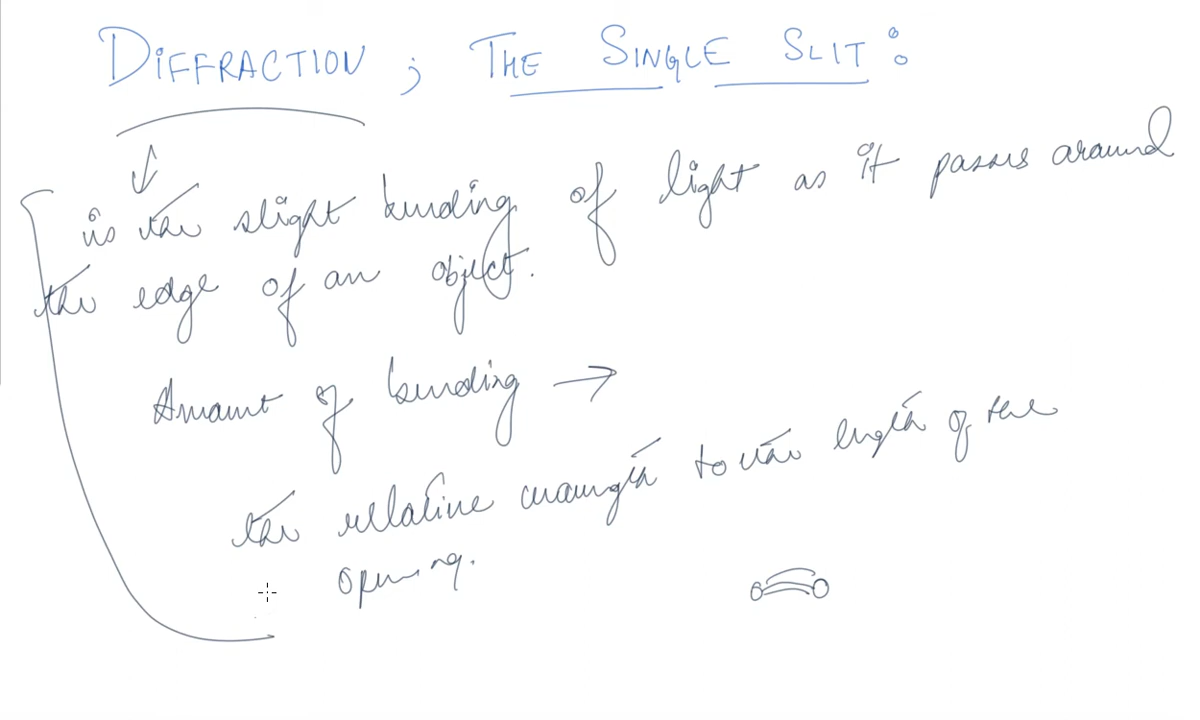 DIFFRACTION ; THE SINGLE SLIT :
is the slight bending of light as it passes around
the edge of an object.
Amount of bending →
the relative wavelength to the length of the
opening.